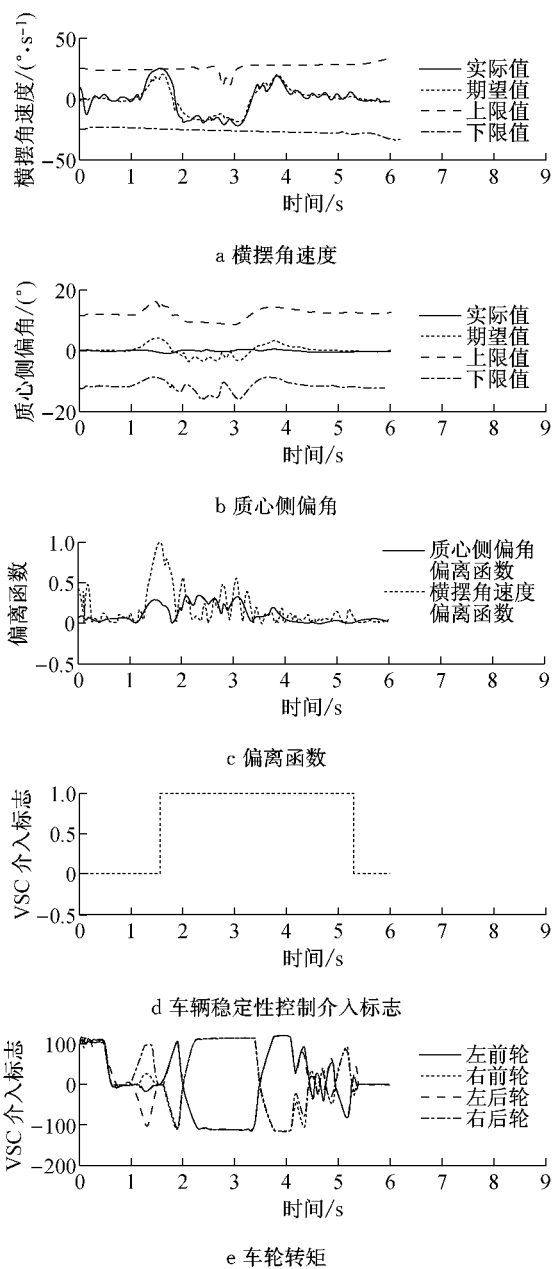 横摆角速度/(°·s⁻¹)
50
0
−50
实际值
期望值
上限值
下限值
0 1 2 3 4 5 6 7 8 9
时间/s
a 横摆角速度
质心侧偏角/(°)
20
0
−20
实际值
期望值
上限值
下限值
0 1 2 3 4 5 6 7 8 9
时间/s
b 质心侧偏角
偏离函数
1.0
0.5
0
−0.5
质心侧偏角
偏离函数
横摆角速度
偏离函数
0 1 2 3 4 5 6 7 8 9
时间/s
c 偏离函数
VSC 介入标志
1.0
0
−0.5
0 1 2 3 4 5 6 7 8 9
时间/s
d 车辆稳定性控制介入标志
VSC 介入标志
100
0
−100
−200
左前轮
右前轮
左后轮
右后轮
0 1 2 3 4 5 6 7 8 9
时间/s
e 车轮转矩